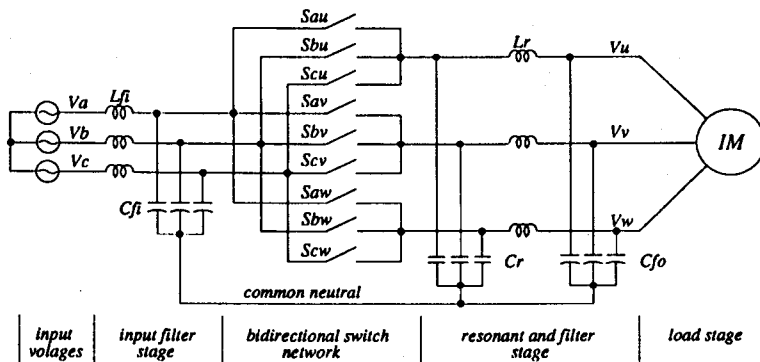 Sau
Sbu
Scu
Sav
Sbv
Scv
Saw
Sbw
Scw
Va
Vb
Vc
Lfi
Cfi
Lr
Cr
Vu
Vv
Vw
Cfo
IM
common neutral
input
volages
input filter
stage
bidirectional switch
network
resonant and filter
stage
load stage